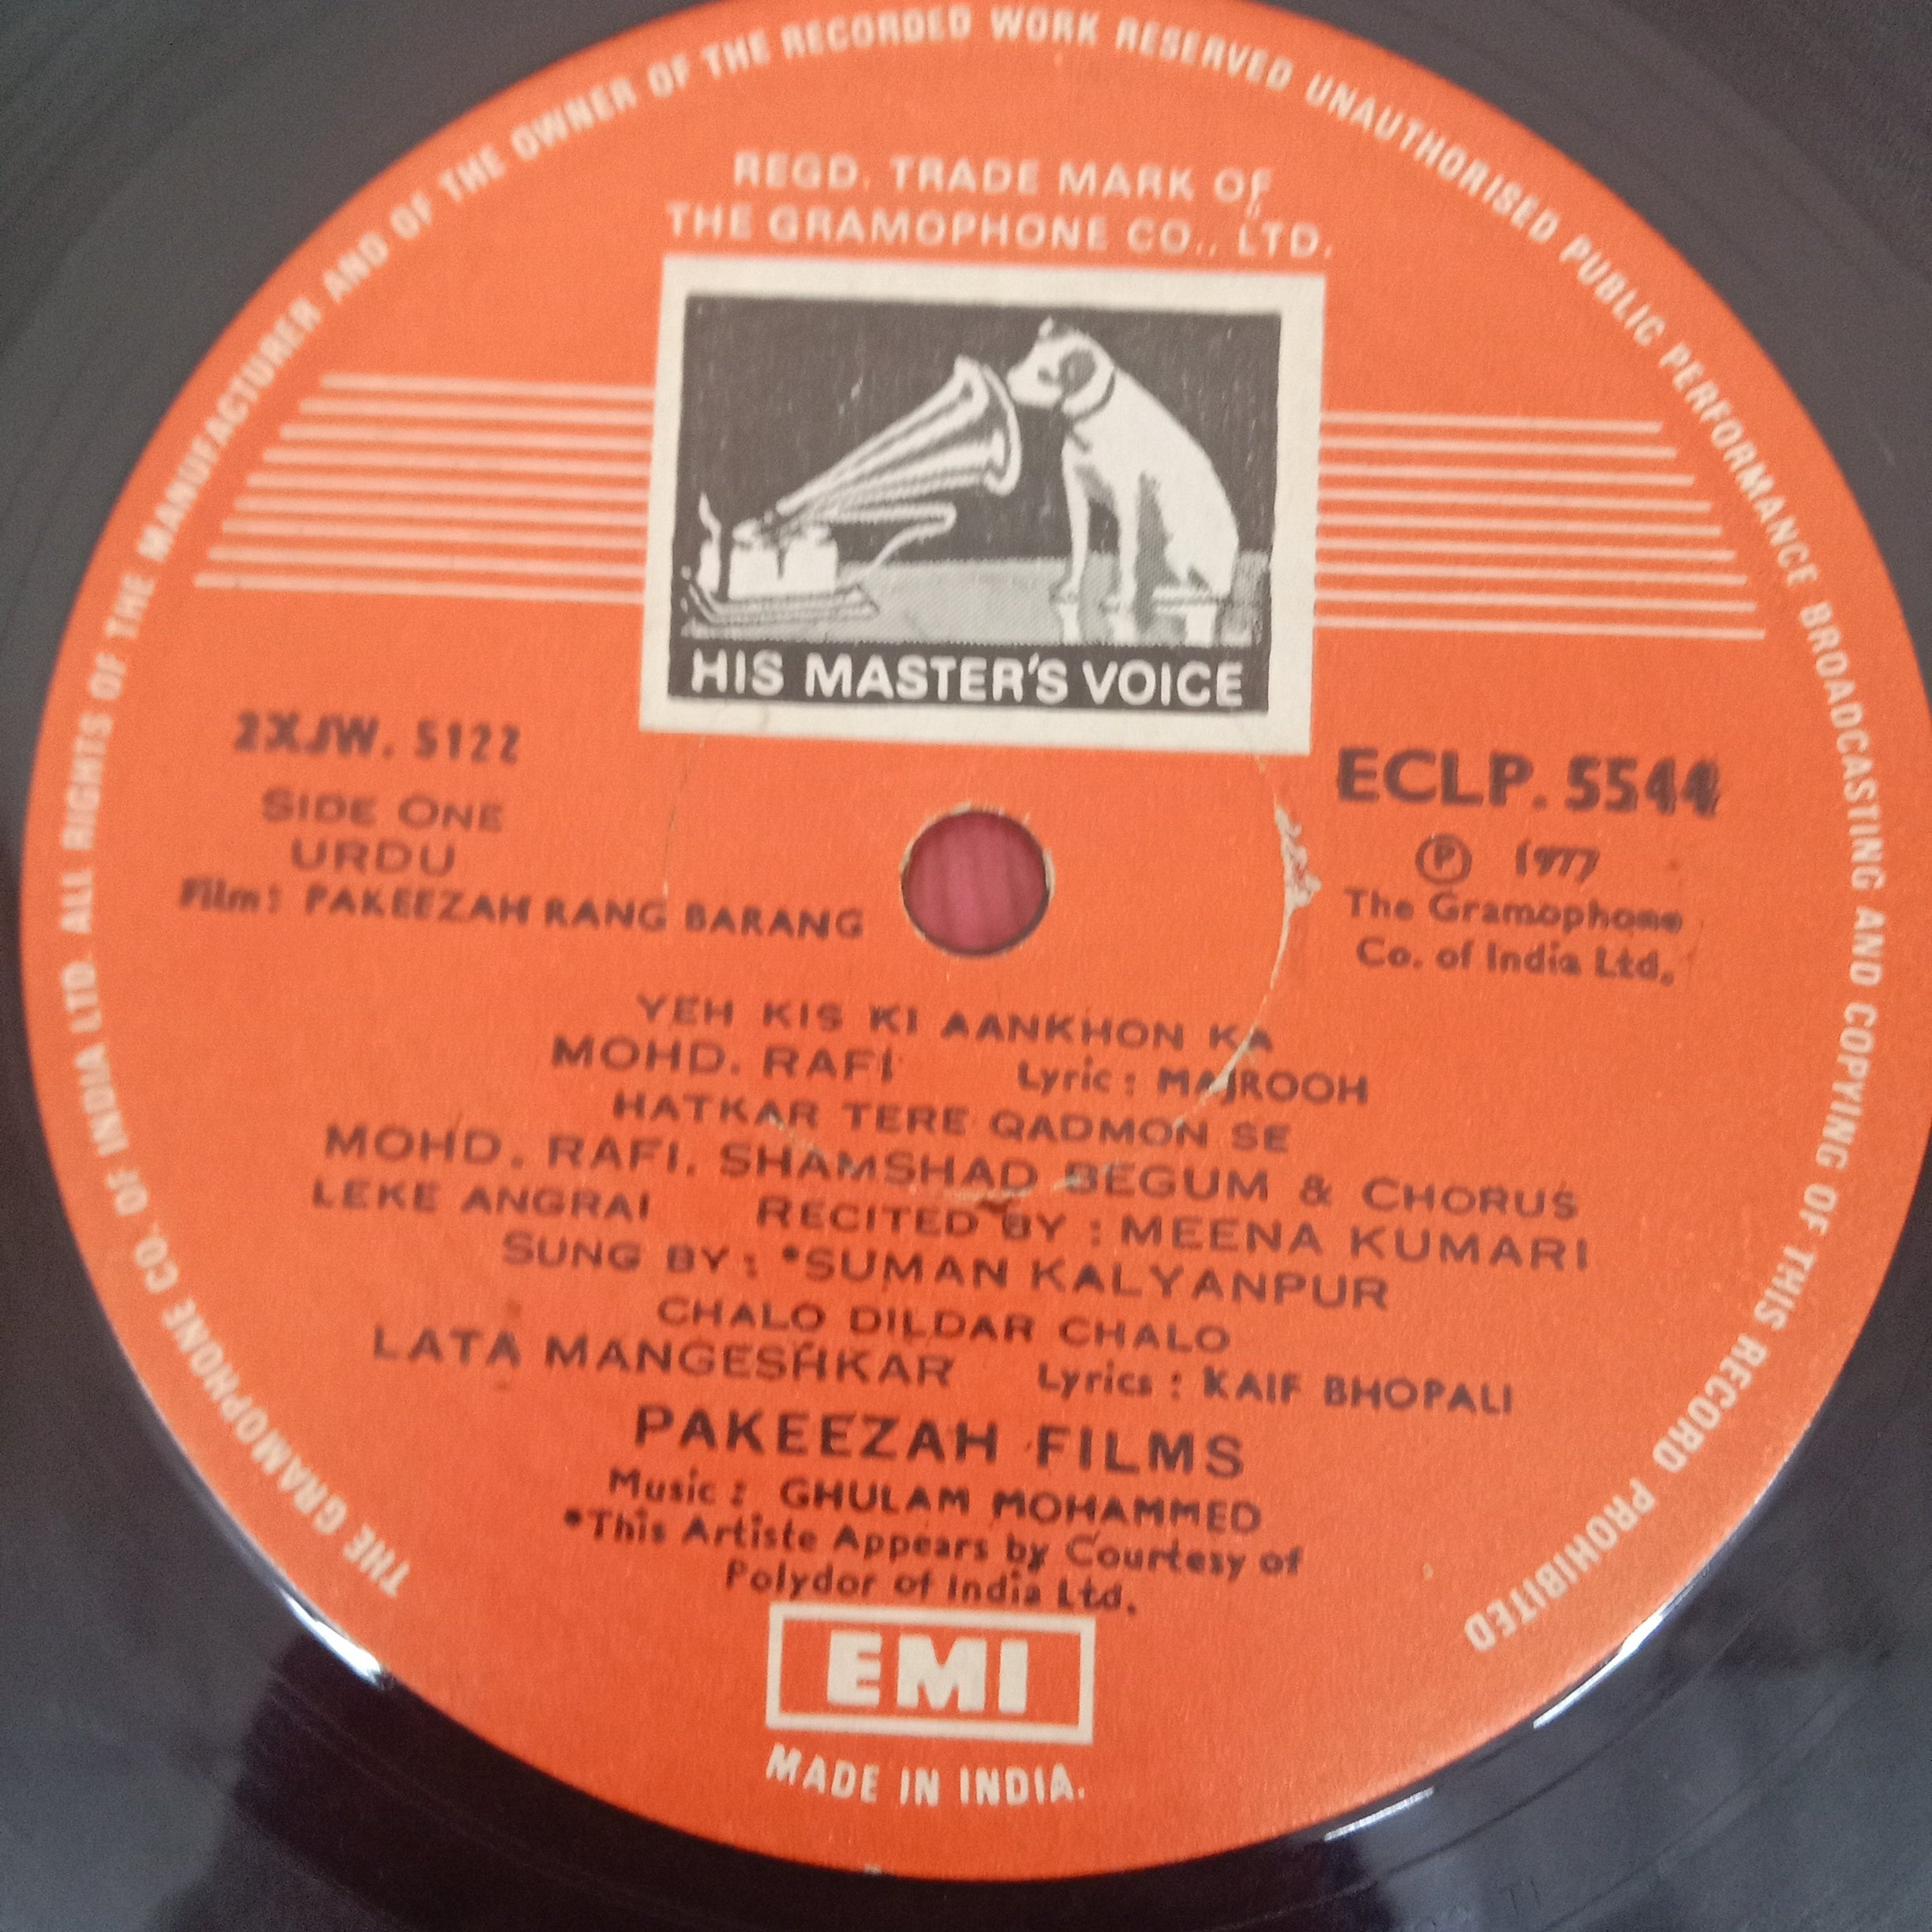 THE GRAMOPHONE CO. OF INDIA LTD. ALL RIGHTS OF THE MANUFACTURER AND OF THE OWNER OF THE RECORDED WORK RESERVED UNAUTHORISED PUBLIC PERFORMANCE BROADCASTING AND COPYING OF THIS RECORD PROHIBITED
REGD. TRADE MARK OF
THE GRAMOPHONE CO., LTD.
HIS MASTER'S VOICE
2XJW. 5122
SIDE ONE
URDU
Film: PAKEEZAH RANG BARANG
ECLP. 5544
℗ 1977
The Gramophone
Co. of India Ltd.
YEH KIS KI AANKHON KA
MOHD. RAFI Lyric: MAJROOH
HATKAR TERE QADMON SE
MOHD. RAFI. SHAMSHAD BEGUM & CHORUS
LEKE ANGRAI RECITED BY: MEENA KUMARI
SUNG BY: *SUMAN KALYANPUR
CHALO DILDAR CHALO
LATA MANGESHKAR Lyrics: KAIF BHOPALI
PAKEEZAH FILMS
Music: GHULAM MOHAMMED
*This Artiste Appears by Courtesy of
Polydor of India Ltd.
EMI
MADE IN INDIA.